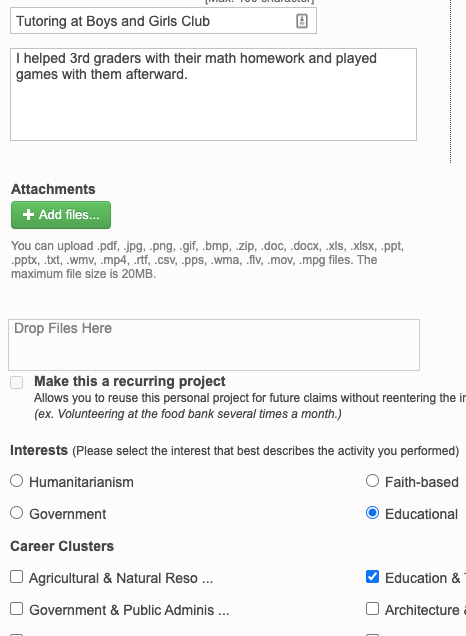 Tutoring at Boys and Girls Club
I helped 3rd graders with their math homework and played
games with them afterward.
Attachments
Add files...
You can upload .pdf, .jpg, .png, .gif, .bmp, .zip, .doc, .docx, .xls, .xlsx, .ppt,
.pptx, .txt, .wmv, .mp4, .rtf, .csv, .pps, .wma, .flv, .mov, .mpg files. The
maximum file size is 20MB.
Drop Files Here
Make this a recurring project
Allows you to reuse this personal project for future claims without reentering the
(ex. Volunteering at the food bank several times a month.)
Interests (Please select the interest that best describes the activity you performed)
Humanitarianism Faith-based
Government Educational
Career Clusters
Agricultural & Natural Reso ... Education &
Government & Public Adminis ... Architecture